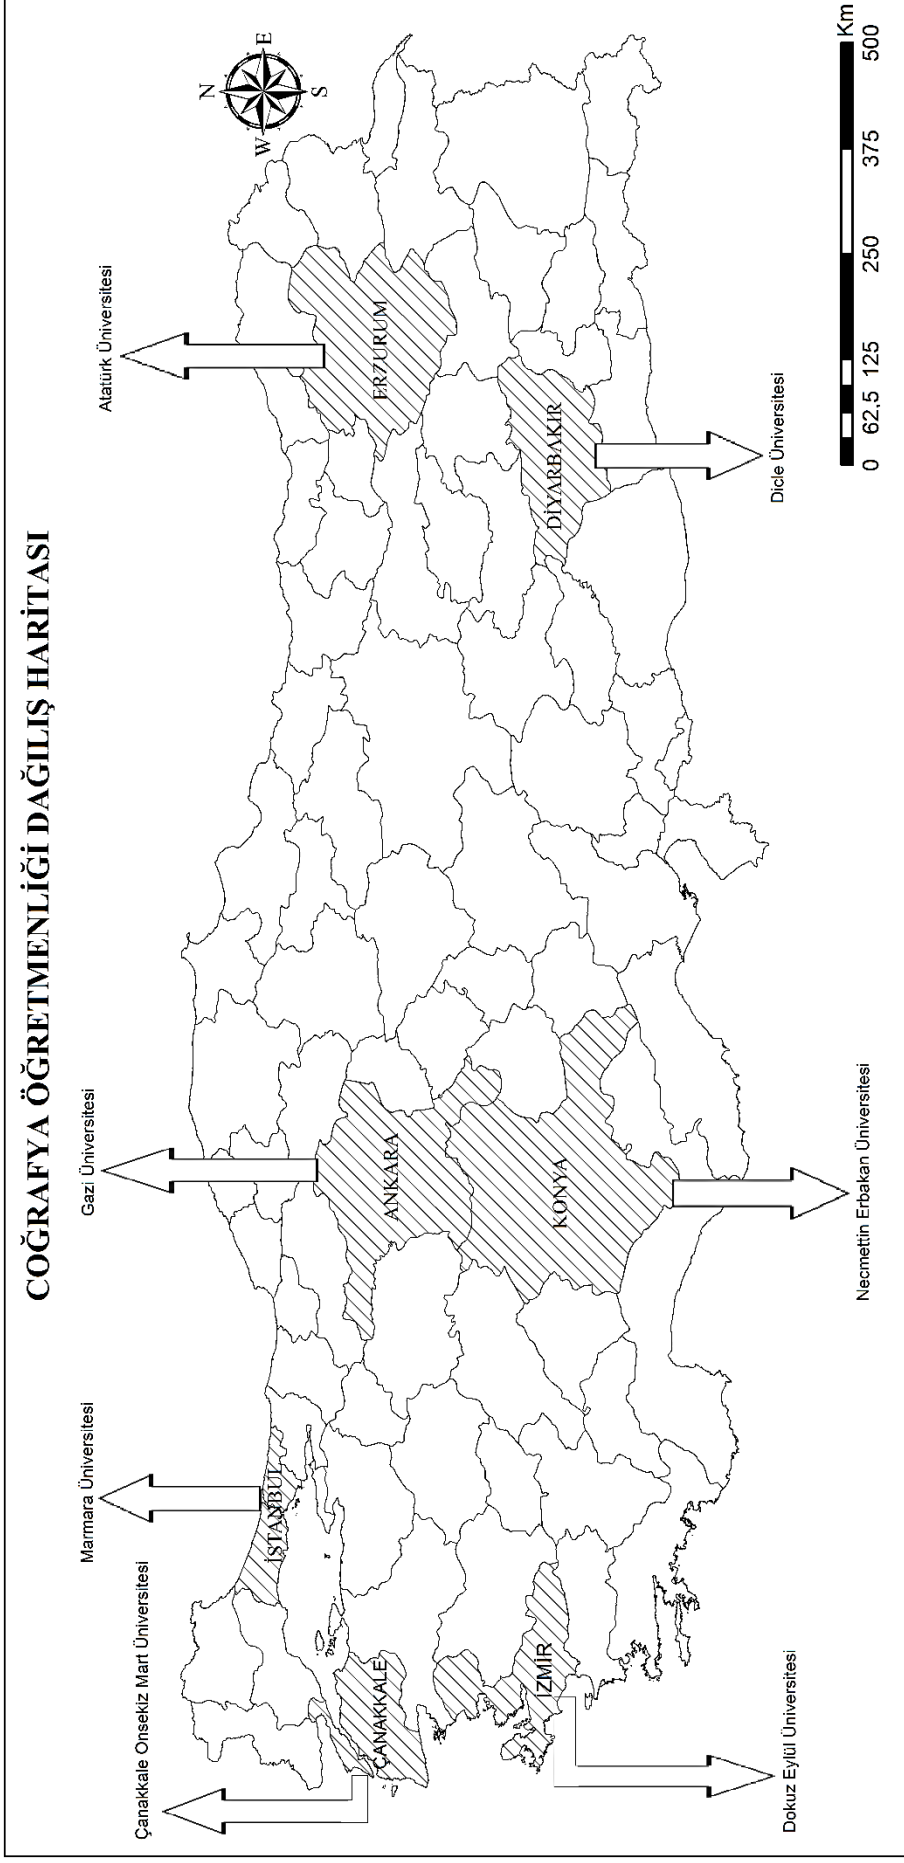 COĞRAFYA ÖĞRETMENLİĞİ DAĞILIŞ HARİTASI
Çanakkale Onsekiz Mart Üniversitesi
Marmara Üniversitesi
Gazi Üniversitesi
Atatürk Üniversitesi
N
W
E
S
İSTANBUL
ÇANAKKALE
ANKARA
ERZURUM
İZMİR
KONYA
DİYARBAKIR
Dokuz Eylül Üniversitesi
Necmettin Erbakan Üniversitesi
Dicle Üniversitesi
Km
0 62,5 125 250 375 500